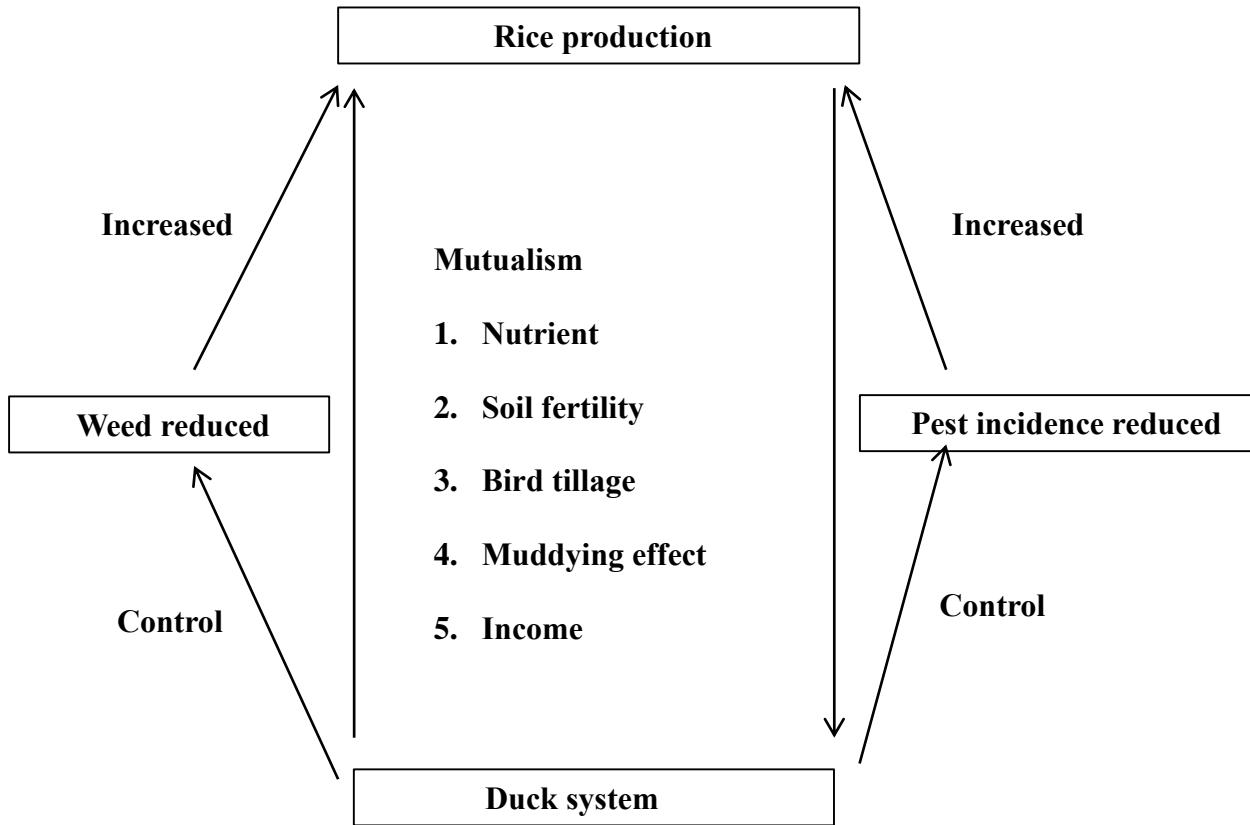 Rice production
Increased
Increased
Mutualism
1. Nutrient
2. Soil fertility
Weed reduced
Pest incidence reduced
3. Bird tillage
4. Muddying effect
Control
Control
5. Income
Duck system